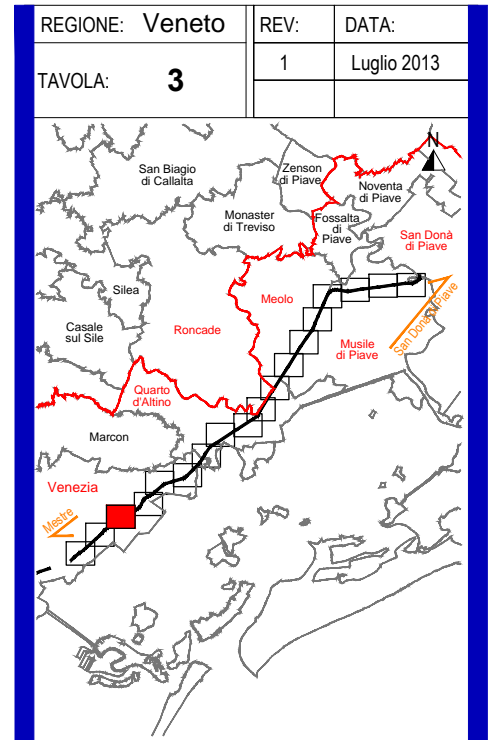 REGIONE: Veneto
REV:
DATA:
TAVOLA: 3
1
Luglio 2013
N
San Biagio
di Callalta
Zenson
di Piave
Noventa
di Piave
Monaster
di Treviso
Fossalta
di
Piave
San Donà
di Piave
Silea
Meolo
Casale
sul Sile
Roncade
Musile
di Piave
San Donà di Piave
Quarto
d'Altino
Marcon
Venezia
Mestre